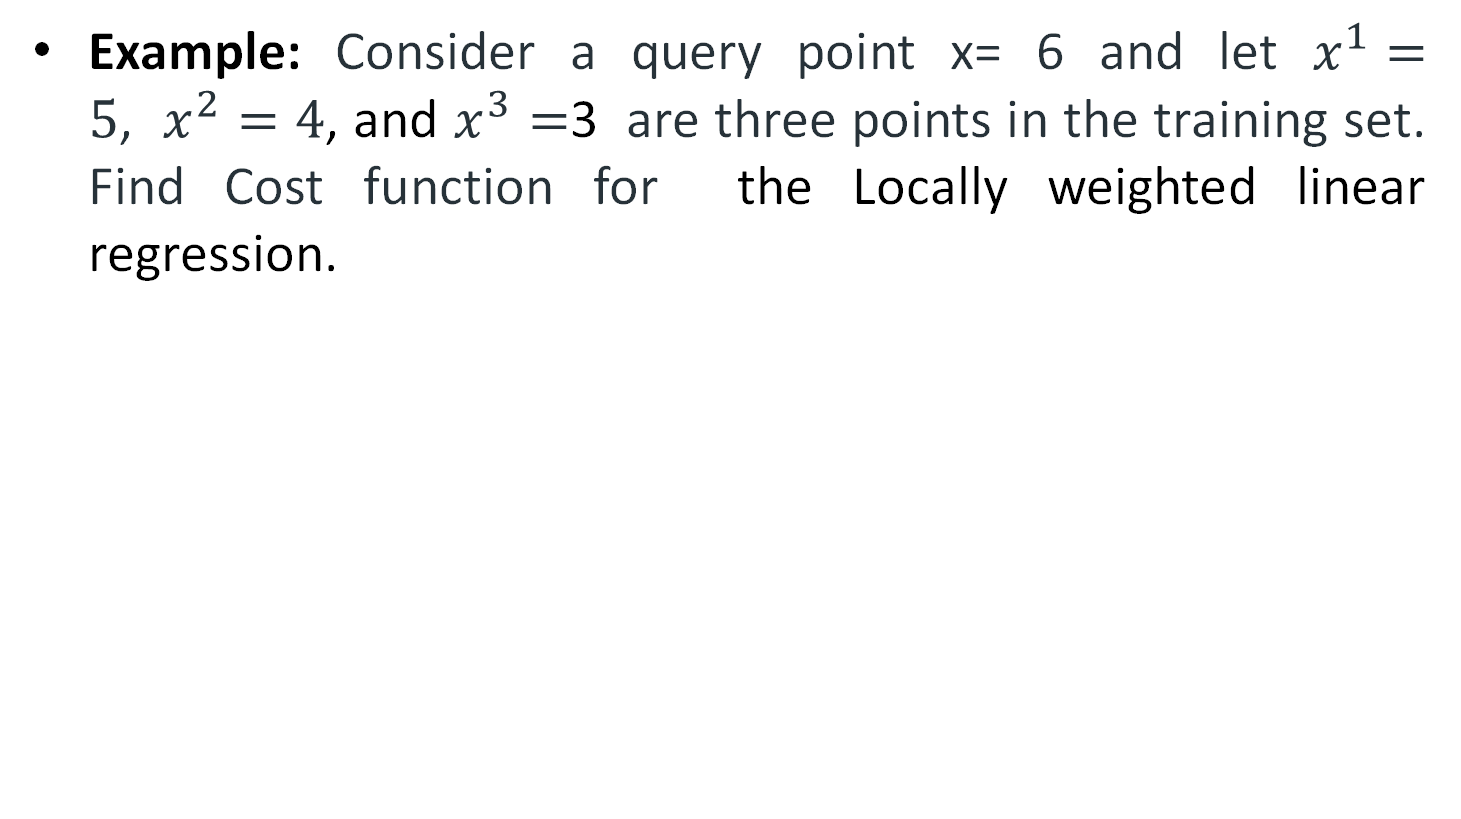 • Example: Consider a query point x= 6 and let x¹ =
5, x² = 4, and x³ =3 are three points in the training set.
Find Cost function for the Locally weighted linear
regression.